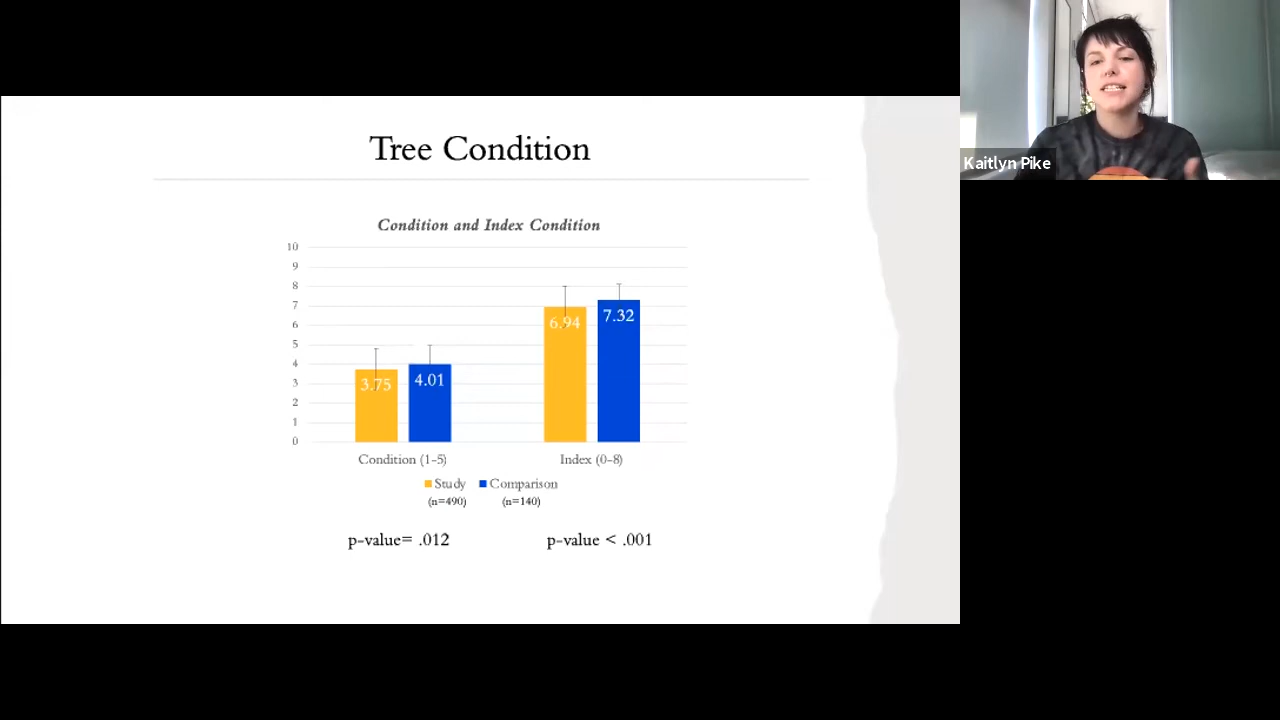 Tree Condition
Condition and Index Condition
10
9
8
7
6
5
4
3
2
1
0
3.75
4.01
6.94
7.32
Condition (1-5)
Index (0-8)
Study
Comparison
(n=490)
(n=140)
p-value= .012
p-value < .001
Kaitlyn Pike